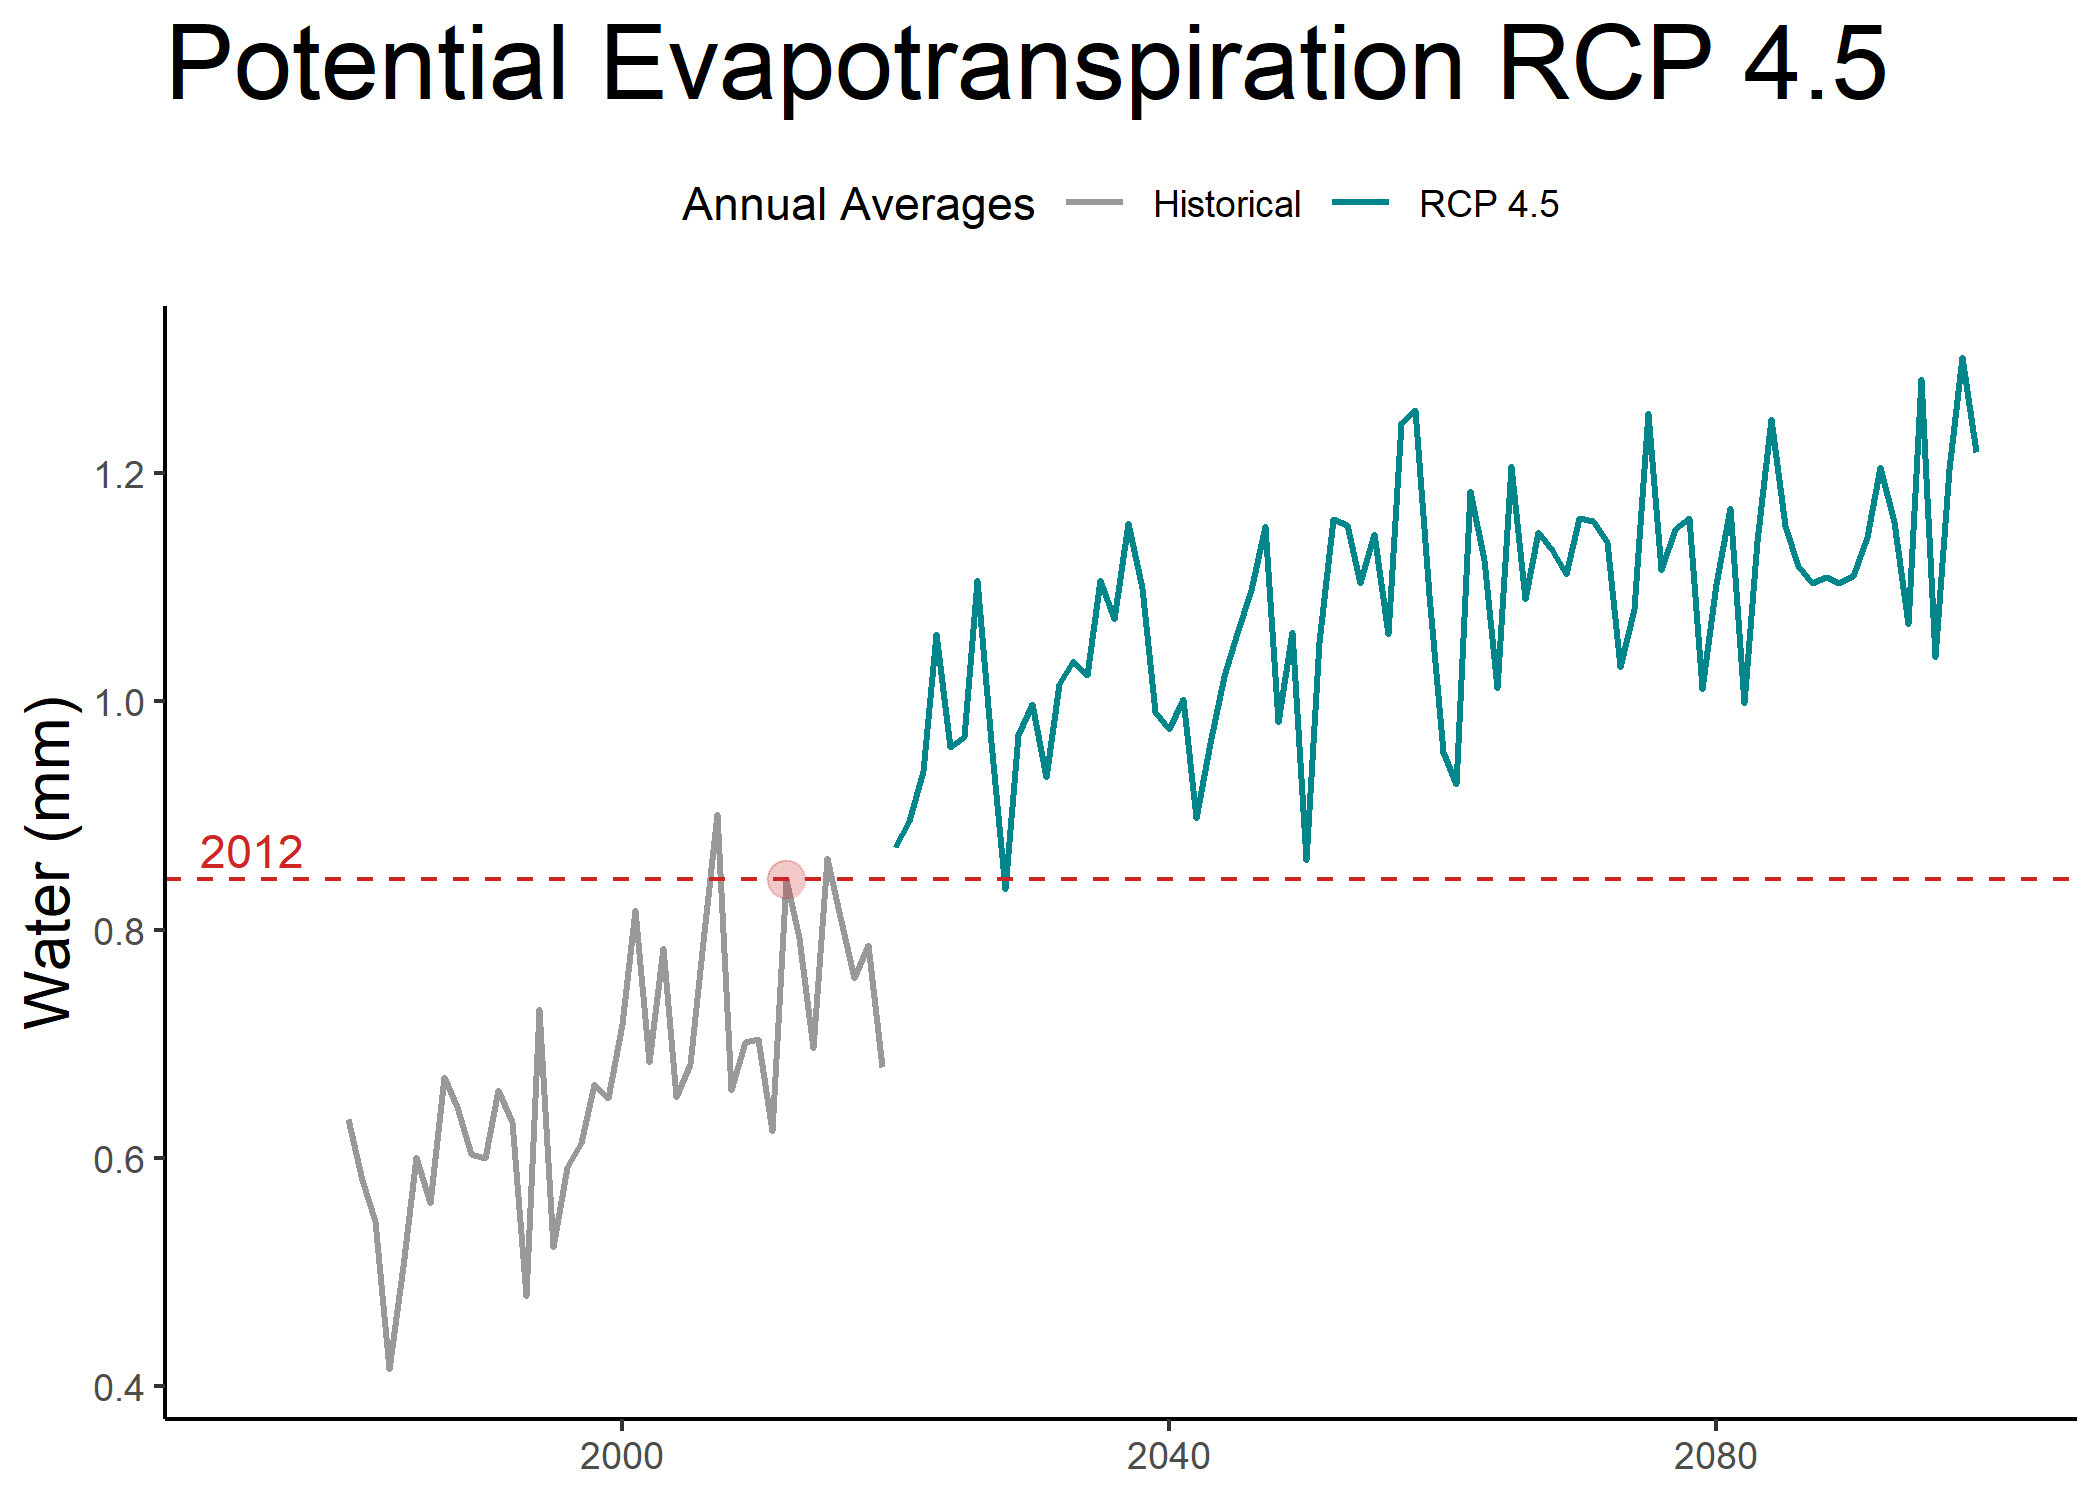 Potential Evapotranspiration RCP 4.5
Annual Averages Historical RCP 4.5
Water (mm)
1.2
1.0
2012
0.8
0.6
0.4
2000 2040 2080